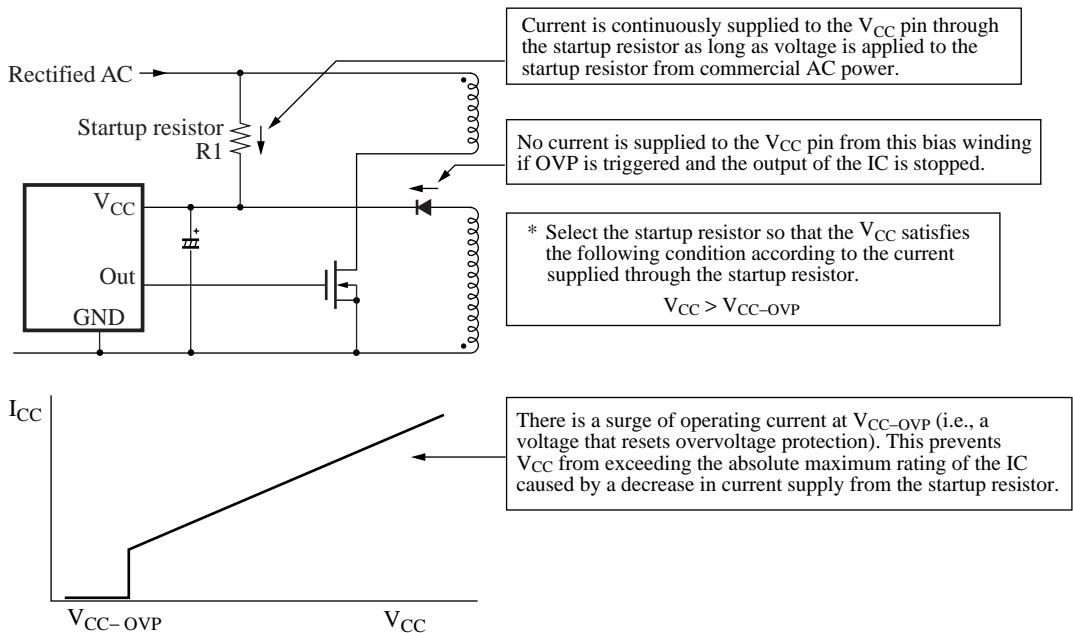 Current is continuously supplied to the VCC pin through
the startup resistor as long as voltage is applied to the
startup resistor from commercial AC power.
Rectified AC
Startup resistor
R1
No current is supplied to the VCC pin from this bias winding
if OVP is triggered and the output of the IC is stopped.
VCC
+
* Select the startup resistor so that the VCC satisfies
the following condition according to the current
supplied through the startup resistor.
VCC > VCC–OVP
Out
GND
ICC
There is a surge of operating current at VCC–OVP (i.e., a
voltage that resets overvoltage protection). This prevents
VCC from exceeding the absolute maximum rating of the IC
caused by a decrease in current supply from the startup resistor.
VCC– OVP
VCC